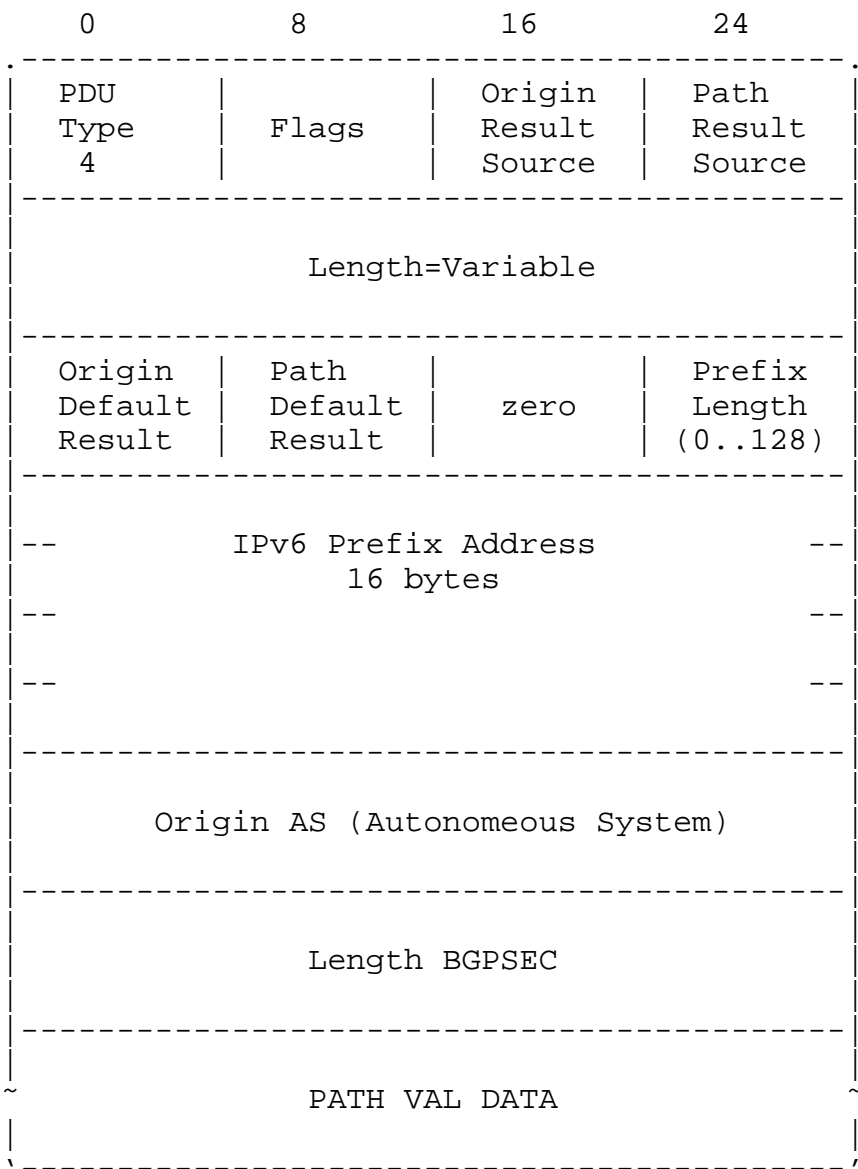 0 8 16 24
PDU Origin Path
Type Flags Result Result
4 Source Source
Length=Variable
Origin Path Prefix
Default Default zero Length
Result Result (0..128)
-- IPv6 Prefix Address --
16 bytes
-- --
-- --
Origin AS (Autonomeous System)
Length BGPSEC
~ PATH VAL DATA ~